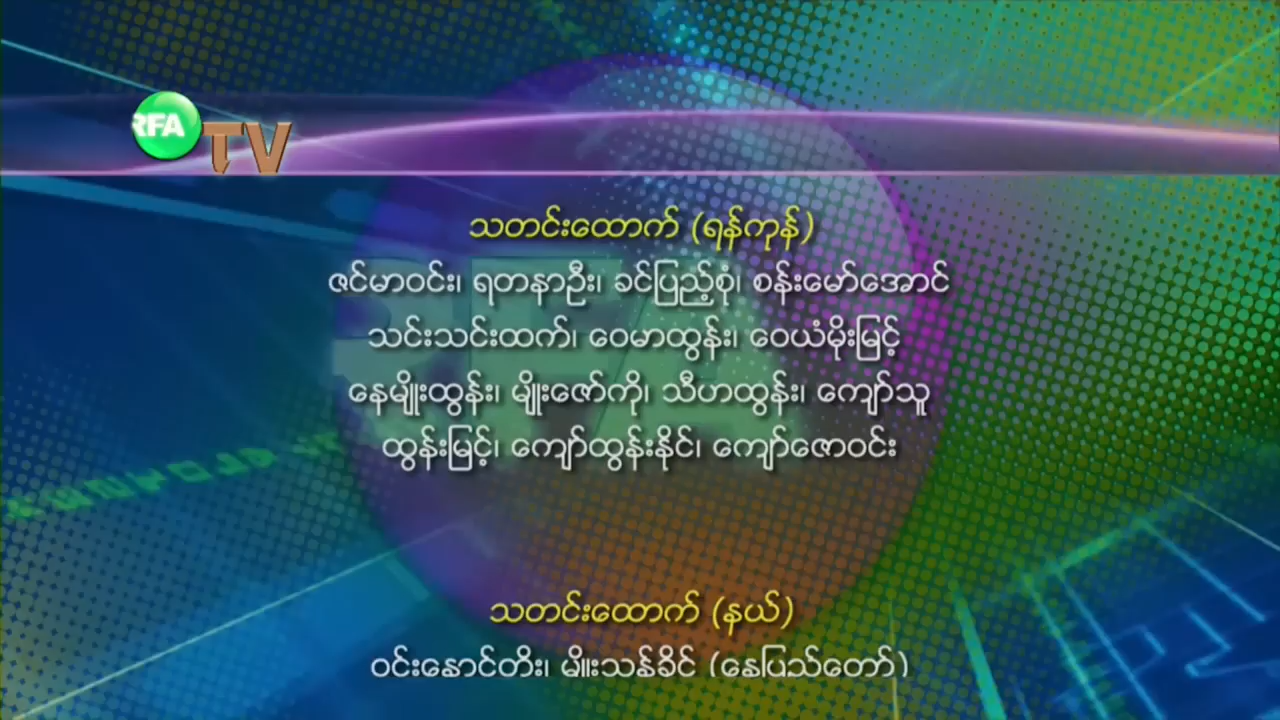 RFA
TV
သတင်းထောက် (ရန်ကုန်)
ဇင်မာဝင်း၊ ရတနာဦး၊ ခင်ပြည့်စုံ၊ စန်းမော်အောင်
သင်းသင်းထက်၊ ဝေမာထွန်း၊ ဝေယံမိုးမြင့်
နေမျိုးထွန်း၊ မျိုးဇော်ကို၊ သီဟထွန်း၊ ကျော်သူ
ထွန်းမြင့်၊ ကျော်ထွန်းနိုင်၊ ကျော်ဇောဝင်း
သတင်းထောက် (နယ်)
ဝင်းနောင်တိုး၊ မျိုးသန့်ခိုင် (နေပြည်တော်)